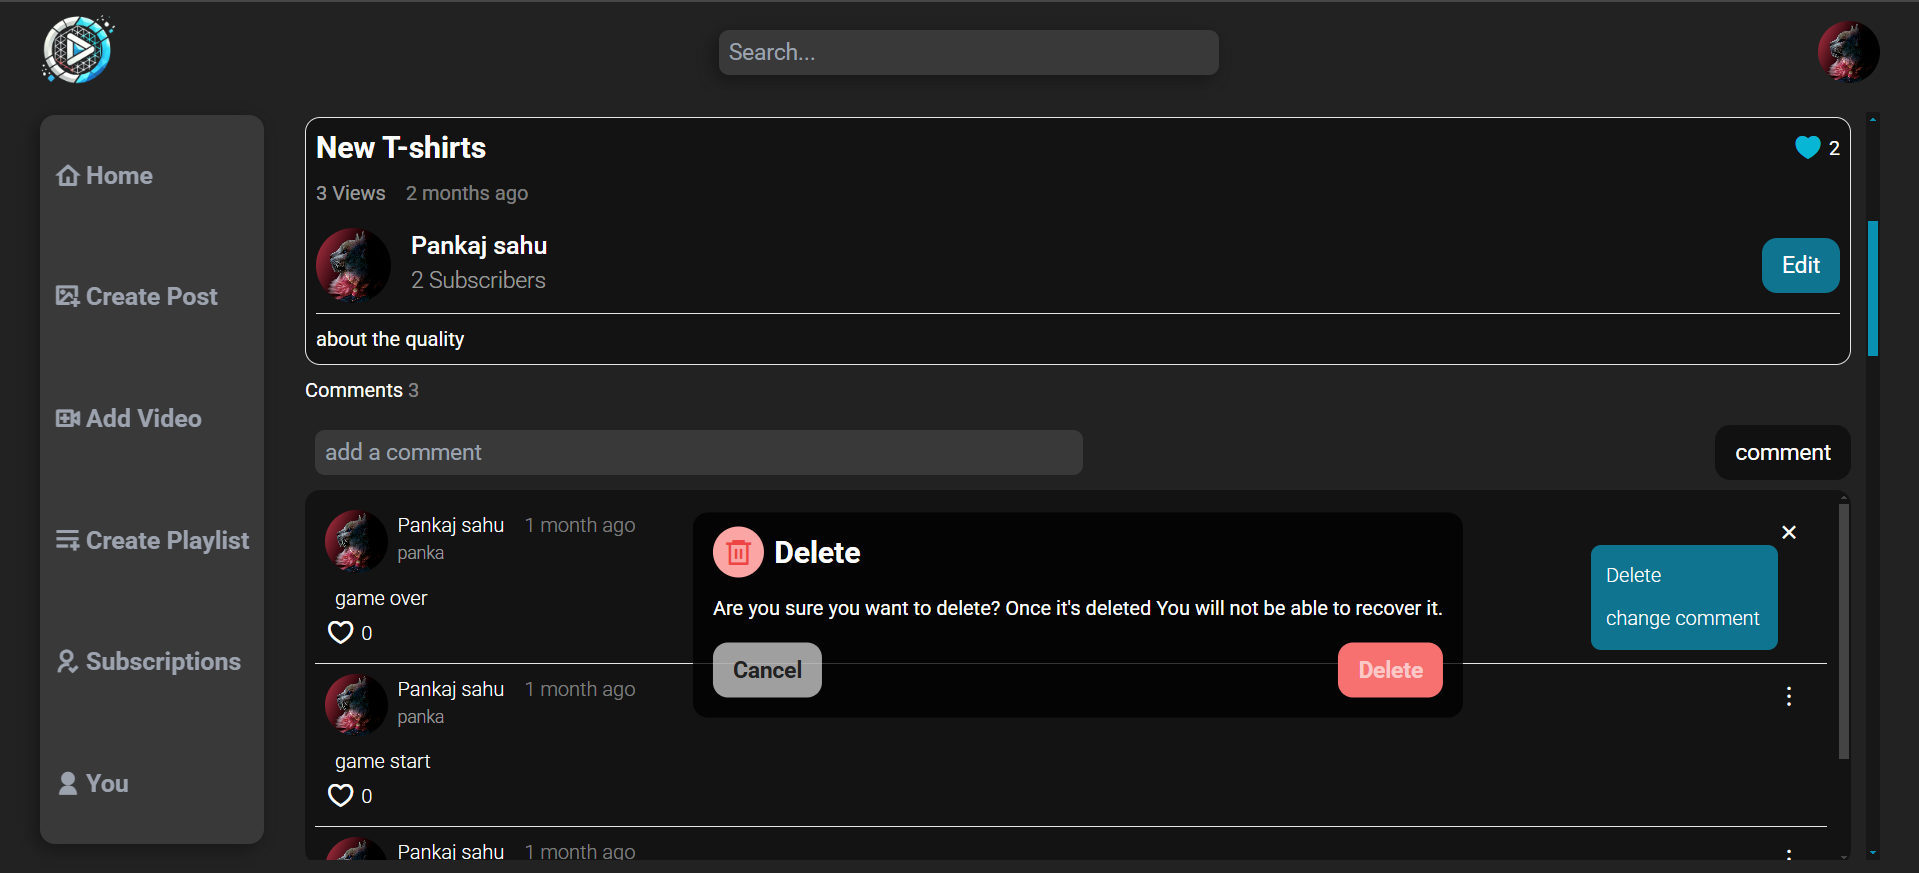 Search...
Home
Create Post
Add Video
Create Playlist
Subscriptions
You
New T-shirts
2
3 Views 2 months ago
Pankaj sahu
2 Subscribers
Edit
about the quality
Comments 3
add a comment
comment
Pankaj sahu 1 month ago
panka
game over
0
Delete
change comment
Delete
Are you sure you want to delete? Once it's deleted You will not be able to recover it.
Cancel
Delete
Pankaj sahu 1 month ago
panka
game start
0
Pankaj sahu 1 month ago